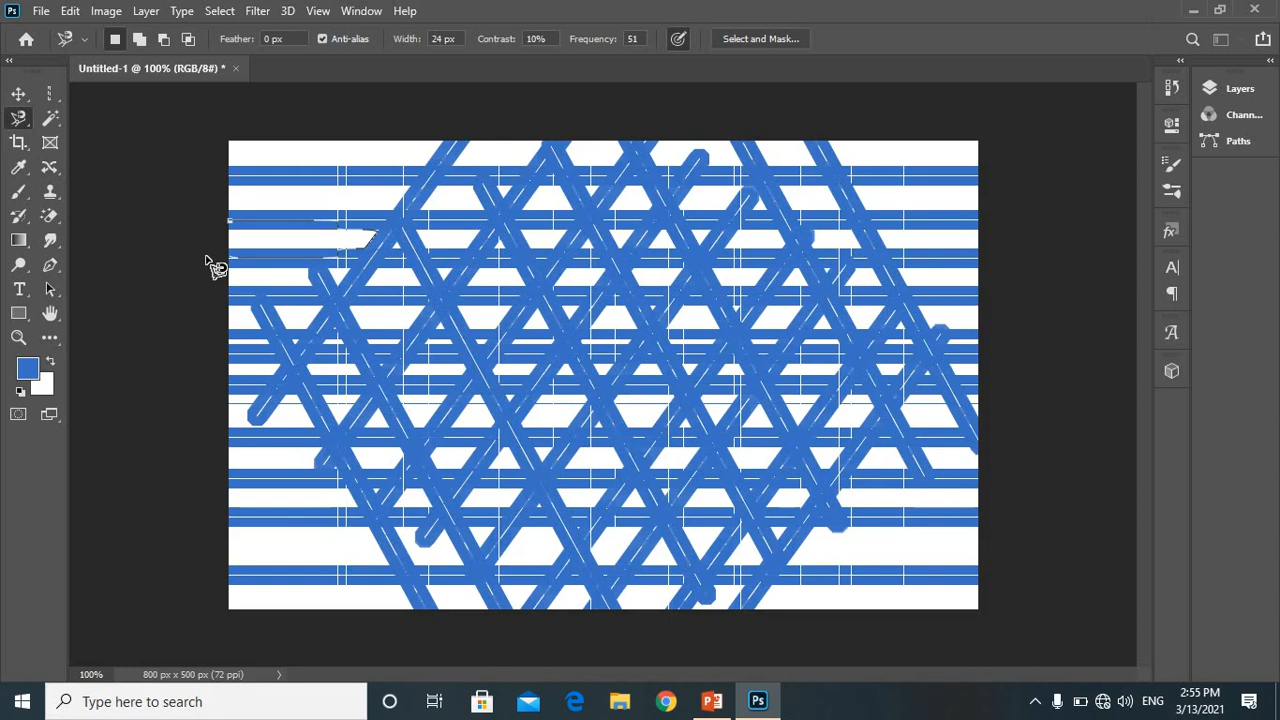 Ps File Edit Image Layer Type Select Filter 3D View Window Help
Feather: 0 px Anti-alias Width: 24 px Contrast: 10% Frequency: 51 Select and Mask...
Untitled-1 @ 100% (RGB/8#) * ×
Layers
Chann...
Paths
100% 800 px x 500 px (72 ppi)
Type here to search
Ps
ENG
2:55 PM
3/13/2021